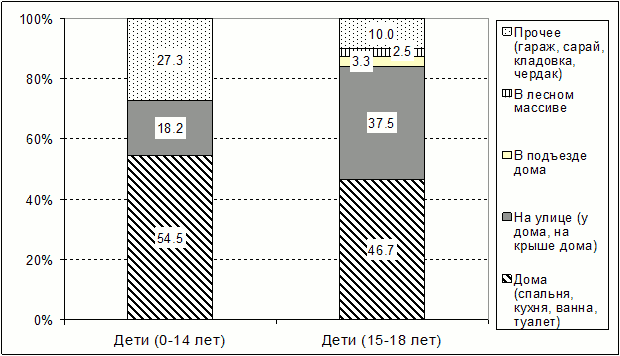 100%
80%
60%
40%
20%
0%
27.3
18.2
54.5
10.0
2.5
3.3
37.5
46.7
Дети (0-14 лет)
Дети (15-18 лет)
Прочее
(гараж, сарай,
кладовка,
чердак)
В лесном
массиве
В подъезде
дома
На улице (у
дома, на
крыше дома)
Дома
(спальня,
кухня, ванна,
туалет)